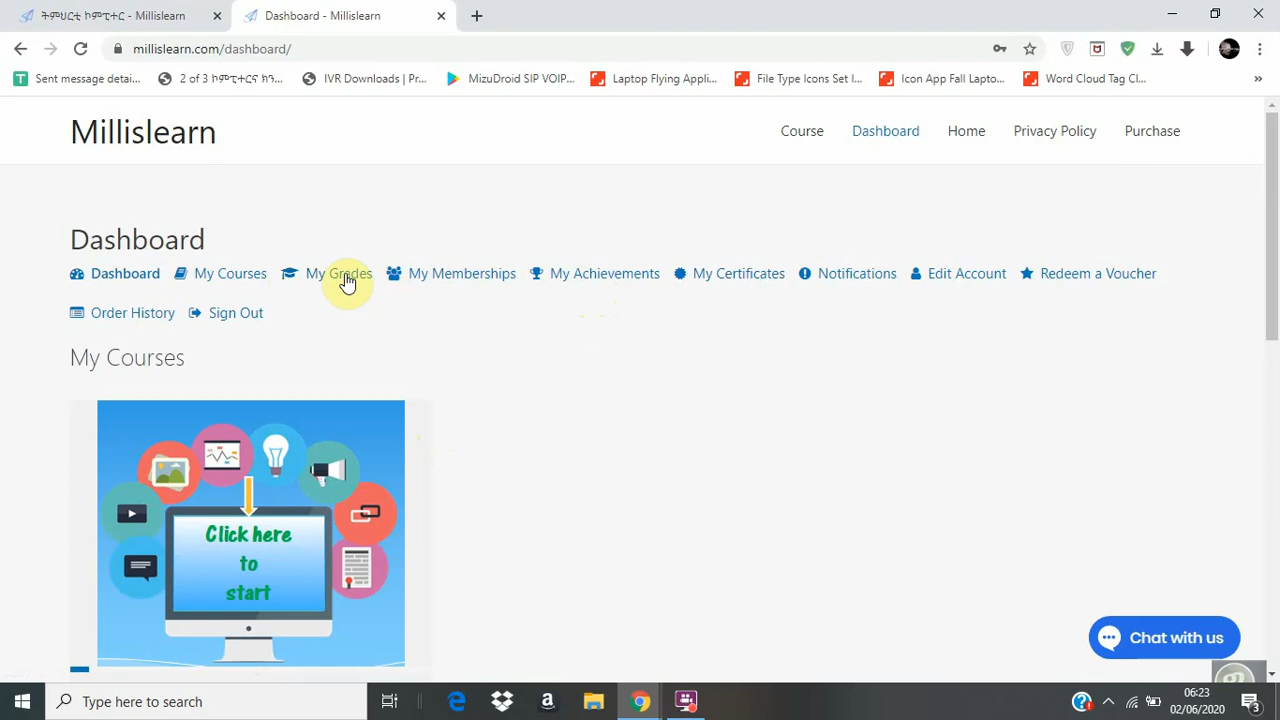 ትምህርቲ ኮምፒተር - Millislearn
Dashboard - Millislearn
millislearn.com/dashboard/
Sent message detai...
2 of 3 ኮምፒተርና ክን...
IVR Downloads | Pr...
MizuDroid SIP VOIP...
Laptop Flying Appli...
File Type Icons Set I...
Icon App Fall Lapto...
Word Cloud Tag Cl...
Millislearn
Course Dashboard Home Privacy Policy Purchase
Dashboard
Dashboard My Courses My Grades My Memberships My Achievements My Certificates Notifications Edit Account Redeem a Voucher
Order History Sign Out
My Courses
Click here
to
start
Chat with us
Type here to search
06:23
02/06/2020
3